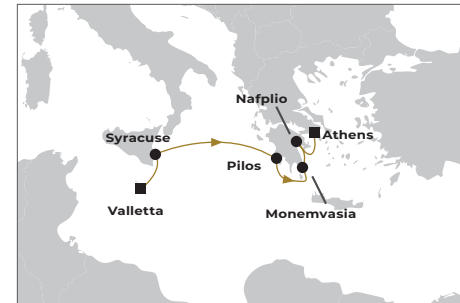 Nafplio
Athens
Syracuse
Pilos
Valletta
Monemvasia